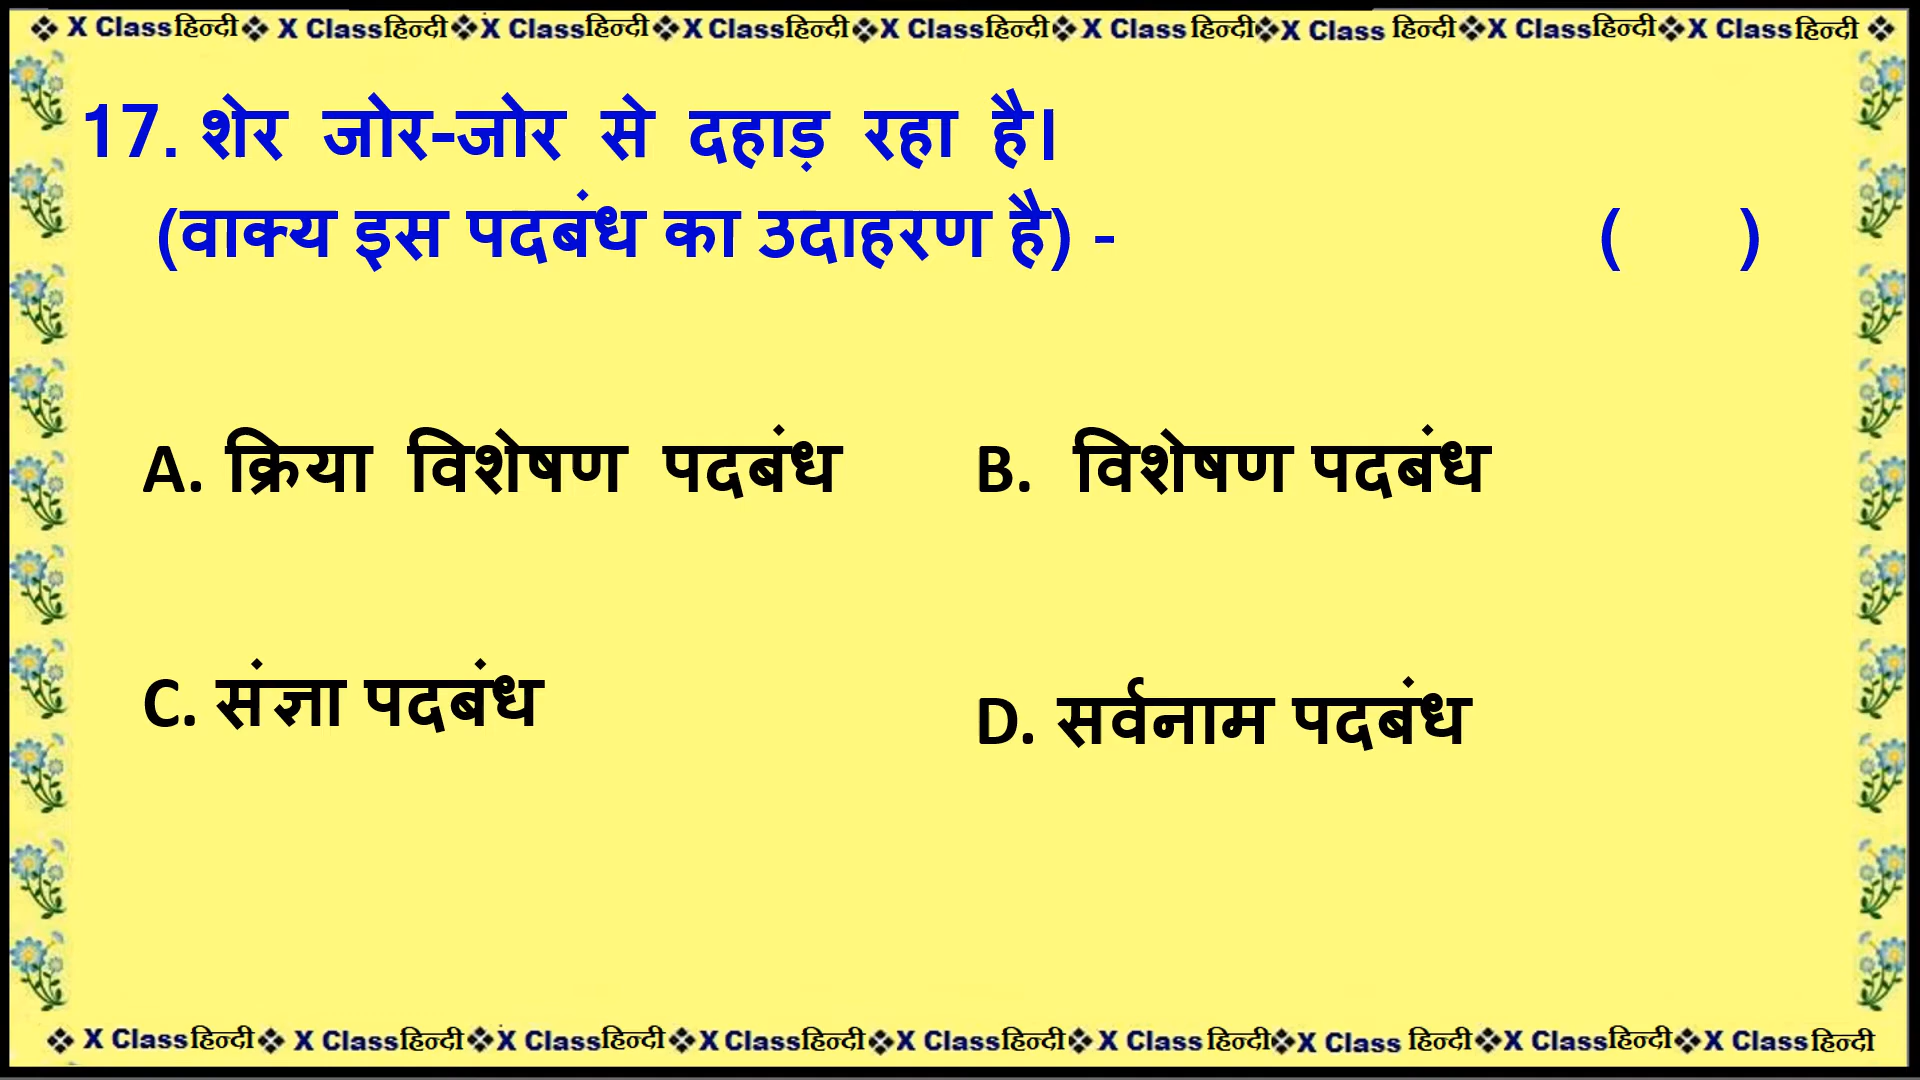 ❖ X Classहिन्दी❖ X Classहिन्दी❖X Classहिन्दी❖X Classहिन्दी❖X Classहिन्दी❖ X Class हिन्दी❖X Class हिन्दी❖X Classहिन्दी❖X Classहिन्दी ❖
17. शेर जोर-जोर से दहाड़ रहा है।
(वाक्य इस पदबंध का उदाहरण है) - ( )
A. क्रिया विशेषण पदबंध B. विशेषण पदबंध
C. संज्ञा पदबंध D. सर्वनाम पदबंध
❖ X Classहिन्दी❖ X Classहिन्दी❖X Classहिन्दी❖X Classहिन्दी❖X Classहिन्दी❖ X Class हिन्दी❖X Class हिन्दी❖X Classहिन्दी❖X Classहिन्दी